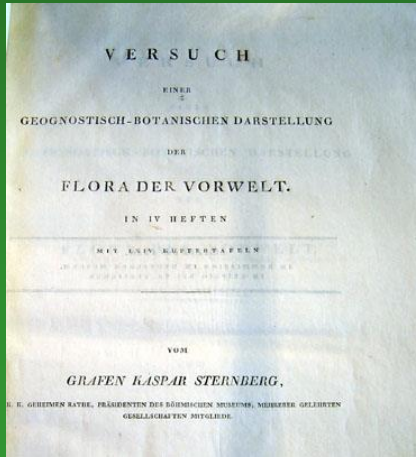 VERSUCH
EINER
GEOGNOSTISCH-BOTANISCHEN DARSTELLUNG
DER
FLORA DER VORWELT.
IN IV HEFTEN
MIT LXIV KUPFERTAFELN
VOM
GRAFEN KASPAR STERNBERG,
K. K. GEHEIMEN RATHE, PRÄSIDENTEN DES BÖHMISCHEN MUSEUMS, MEHRERER GELEHRTEN
GESELLSCHAFTEN MITGLIEDE.